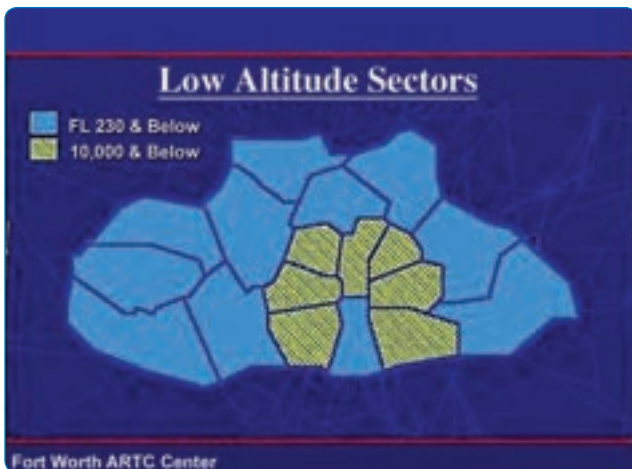 Low Altitude Sectors
FL 230 & Below
10,000 & Below
Fort Worth ARTC Center